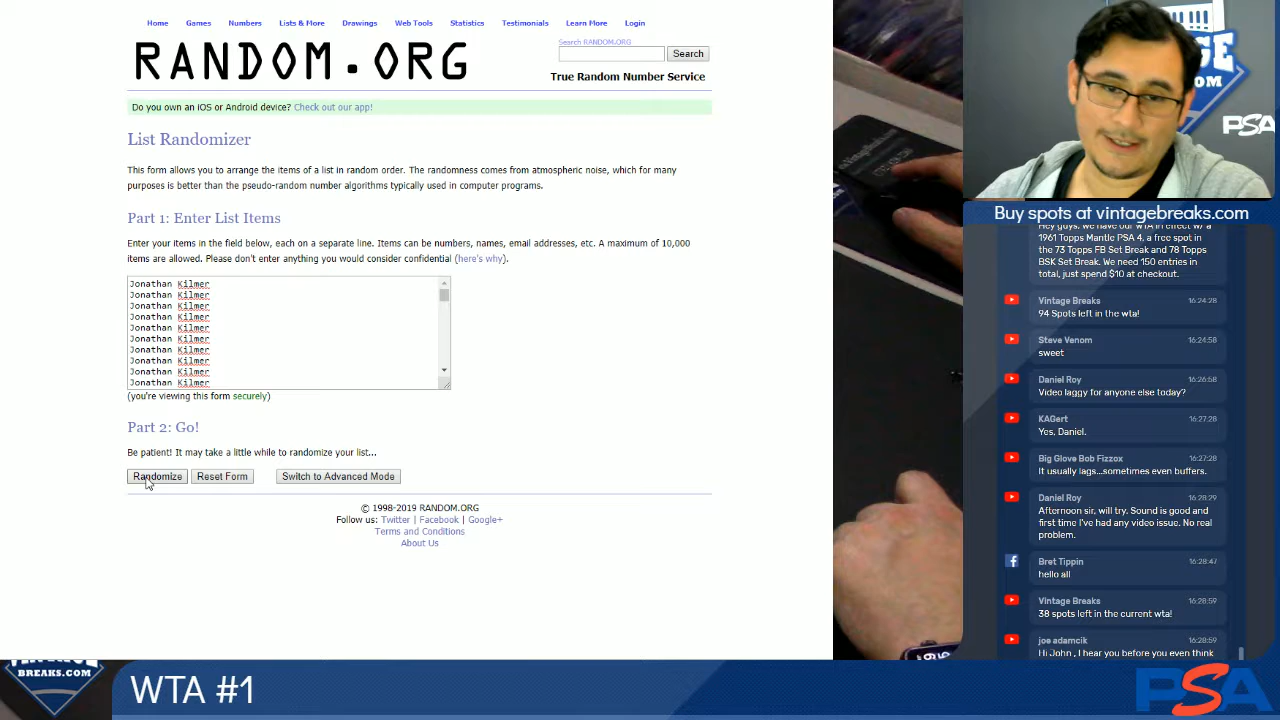 Home Games Numbers Lists & More Drawings Web Tools Statistics Testimonials Learn More Login
RANDOM.ORG
Search RANDOM.ORG
Search
True Random Number Service
Do you own an iOS or Android device? Check out our app!
List Randomizer
This form allows you to arrange the items of a list in random order. The randomness comes from atmospheric noise, which for many
purposes is better than the pseudo-random number algorithms typically used in computer programs.
Part 1: Enter List Items
Enter your items in the field below, each on a separate line. Items can be numbers, names, email addresses, etc. A maximum of 10,000
items are allowed. Please don't enter anything you would consider confidential (here's why).
Jonathan Kilmer
Jonathan Kilmer
Jonathan Kilmer
Jonathan Kilmer
Jonathan Kilmer
Jonathan Kilmer
Jonathan Kilmer
Jonathan Kilmer
Jonathan Kilmer
Jonathan Kilmer
(you're viewing this form securely)
Part 2: Go!
Be patient! It may take a little while to randomize your list...
Randomize Reset Form Switch to Advanced Mode
© 1998-2019 RANDOM.ORG
Follow us: Twitter | Facebook | Google+
Terms and Conditions
About Us
PSA
Buy spots at vintagebreaks.com
Hey guys, we have our WTA in effect w/ a
1961 Topps Mantle PSA 4, a free spot in
the 73 Topps FB Set Break and 78 Topps
BSK Set Break. We need 150 entries in
total, just spend $10 at checkout.
Vintage Breaks 16:24:28
94 Spots left in the wta!
Steve Venom 16:24:58
sweet
Daniel Roy 16:26:58
Video laggy for anyone else today?
KAGert 16:27:28
Yes, Daniel.
Big Glove Bob Fizzox 16:27:28
It usually lags...sometimes even buffers.
Daniel Roy 16:28:29
Afternoon sir, will try. Sound is good and
first time I've had any video issue. No real
problem.
Bret Tippin 16:28:47
hello all
Vintage Breaks 16:28:59
38 spots left in the current wta!
joe adamcik 16:28:59
Hi John , I hear you before you even think
BREAKS.COM
WTA #1
PSA